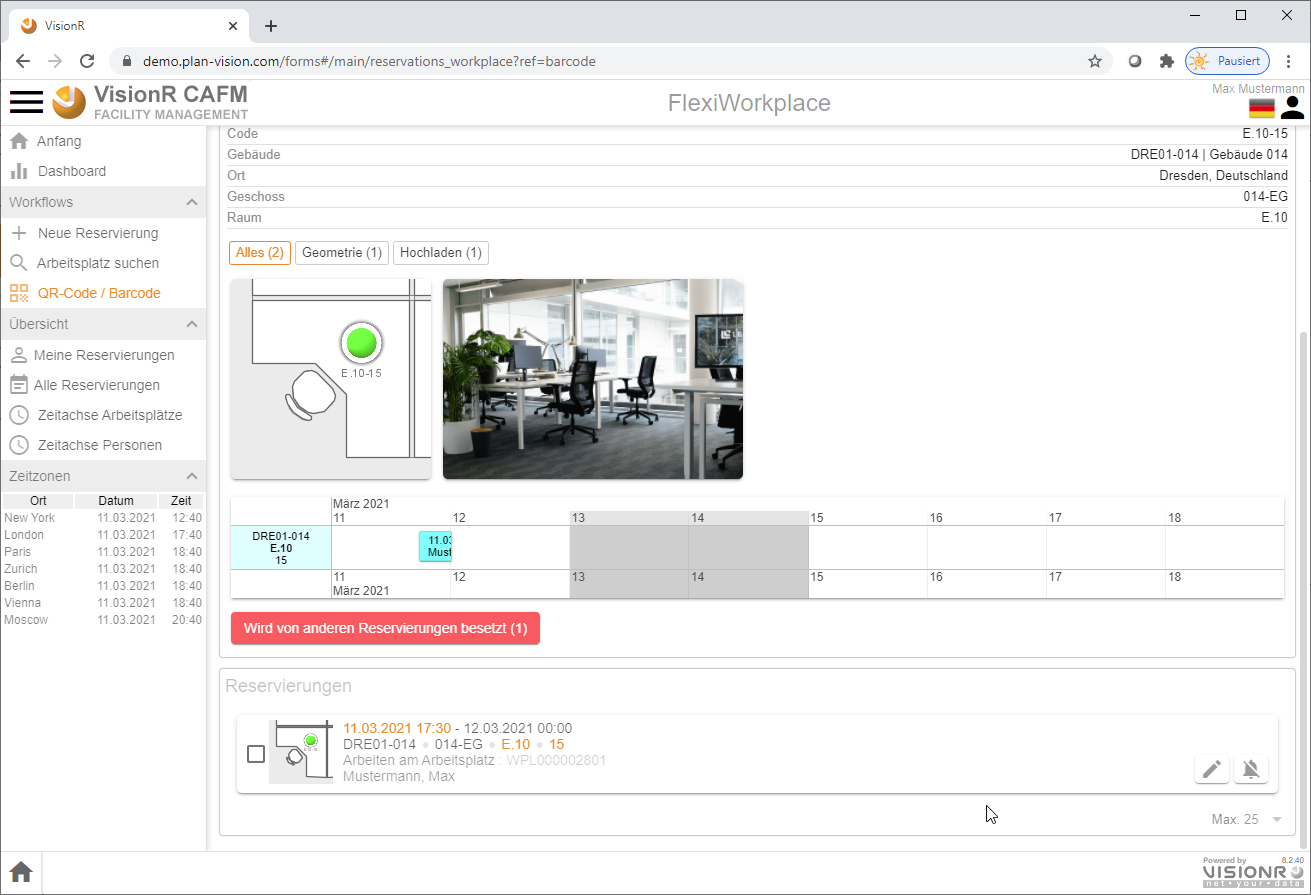 VisionR
demo.plan-vision.com/forms#/main/reservations_workplace?ref=barcode
Pausiert
VisionR CAFM
FACILITY MANAGEMENT
FlexiWorkplace
Max Mustermann
Anfang
Dashboard
Workflows
Neue Reservierung
Arbeitsplatz suchen
QR-Code / Barcode
Übersicht
Meine Reservierungen
Alle Reservierungen
Zeitachse Arbeitsplätze
Zeitachse Personen
Zeitzonen
Ort Datum Zeit
New York 11.03.2021 12:40
London 11.03.2021 17:40
Paris 11.03.2021 18:40
Zurich 11.03.2021 18:40
Berlin 11.03.2021 18:40
Vienna 11.03.2021 18:40
Moscow 11.03.2021 20:40
Code E.10-15
Gebäude DRE01-014 | Gebäude 014
Ort Dresden, Deutschland
Geschoss 014-EG
Raum E.10
Alles (2) Geometrie (1) Hochladen (1)
E.10-15
März 2021
11 12 13 14 15 16 17 18
DRE01-014
E.10
15
11.03
Must
11 12 13 14 15 16 17 18
März 2021
Wird von anderen Reservierungen besetzt (1)
Reservierungen
11.03.2021 17:30 - 12.03.2021 00:00
DRE01-014 • 014-EG • E.10 • 15
Arbeiten am Arbeitsplatz : WPL000002801
Mustermann, Max
Max. 25
Powered by 8.2.40
VISIONR
net • your • data